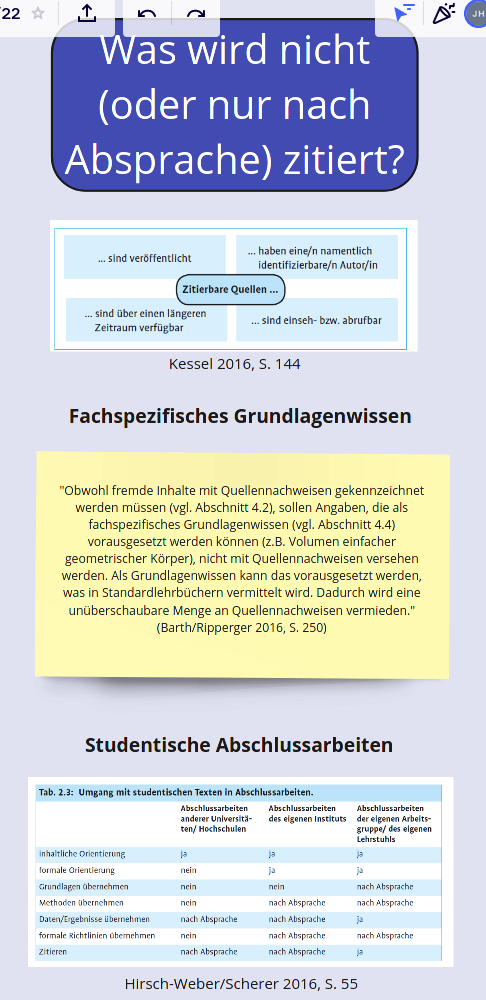 /22
JH
Was wird nicht
(oder nur nach
Absprache) zitiert?
... sind veröffentlicht
... haben eine/n namentlich
identifizierbare/n Autor/in
Zitierbare Quellen ...
... sind über einen längeren
Zeitraum verfügbar
... sind einseh- bzw. abrufbar
Kessel 2016, S. 144
Fachspezifisches Grundlagenwissen
"Obwohl fremde Inhalte mit Quellennachweisen gekennzeichnet
werden müssen (vgl. Abschnitt 4.2), sollen Angaben, die als
fachspezifisches Grundlagenwissen (vgl. Abschnitt 4.4)
vorausgesetzt werden können (z.B. Volumen einfacher
geometrischer Körper), nicht mit Quellennachweisen versehen
werden. Als Grundlagenwissen kann das vorausgesetzt werden,
was in Standardlehrbüchern vermittelt wird. Dadurch wird eine
unüberschaubare Menge an Quellennachweisen vermieden."
(Barth/Ripperger 2016, S. 250)
Studentische Abschlussarbeiten
Tab. 2.3: Umgang mit studentischen Texten in Abschlussarbeiten.
Abschlussarbeiten Abschlussarbeiten Abschlussarbeiten
anderer Universitä- des eigenen Instituts der eigenen Arbeits-
ten/ Hochschulen gruppe/ des eigenen
Lehrstuhls
inhaltliche Orientierung ja ja ja
formale Orientierung nein ja ja
Grundlagen übernehmen nein nein nach Absprache
Methoden übernehmen nein nach Absprache nach Absprache
Daten/Ergebnisse übernehmen nach Absprache nach Absprache ja
formale Richtlinien übernehmen nein nach Absprache nach Absprache
Zitieren nach Absprache nach Absprache ja
Hirsch-Weber/Scherer 2016, S. 55